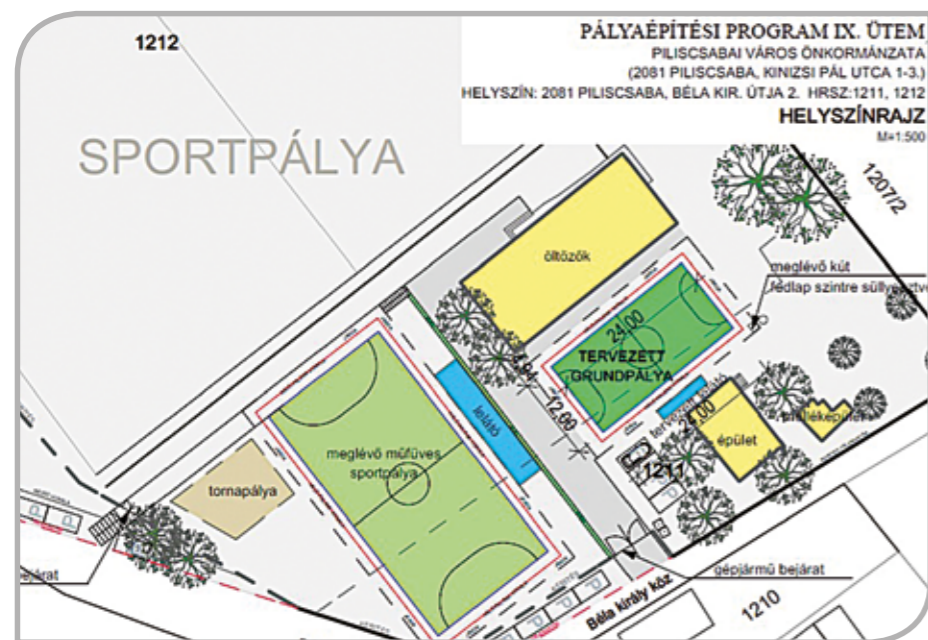 1212
PÁLYAÉPÍTÉSI PROGRAM IX. ÜTEM
PILISCSABAI VÁROS ÖNKORMÁNZATA
(2081 PILISCSABA, KINIZSI PÁL UTCA 1-3.)
HELYSZÍN: 2081 PILISCSABA, BÉLA KIR. ÚTJA 2. HRSZ:1211, 1212
HELYSZÍNRAJZ
M=1:500
SPORTPÁLYA
1207/2
öltözők
meglévő kút
fedlap szintre süllyesztve
24.00
TERVEZETT
GRUNDPÁLYA
12.00
lelátó
24.00
melléképület
épület
meglévő műfüves
sportpálya
tornapálya
1211
P
bejárat
gépjármű bejárat
Béla király köz
1210
P P P P